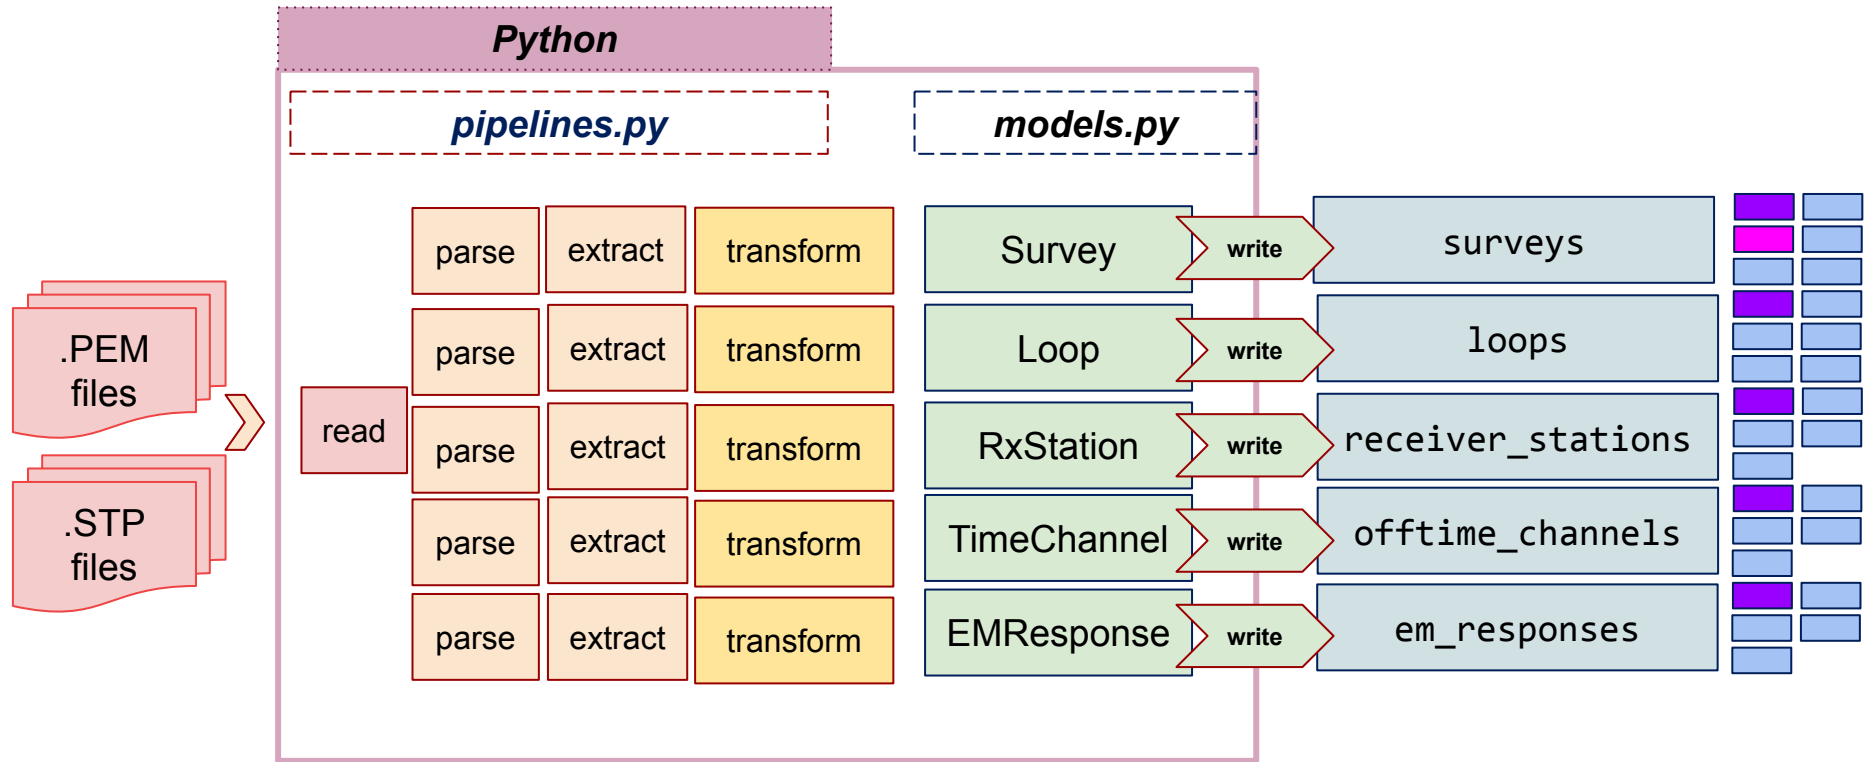 Python
pipelines.py
models.py
parse
extract
transform
Survey
write
surveys
.PEM
files
parse
extract
transform
Loop
write
loops
read
parse
extract
transform
RxStation
write
receiver_stations
.STP
files
parse
extract
transform
TimeChannel
write
offtime_channels
parse
extract
transform
EMResponse
write
em_responses